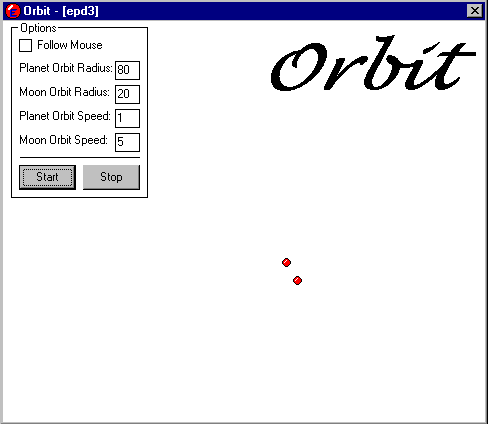 Orbit - [epd3]
Options
Follow Mouse
Planet Orbit Radius: 80
Moon Orbit Radius: 20
Planet Orbit Speed: 1
Moon Orbit Speed: 5
Start Stop
Orbit